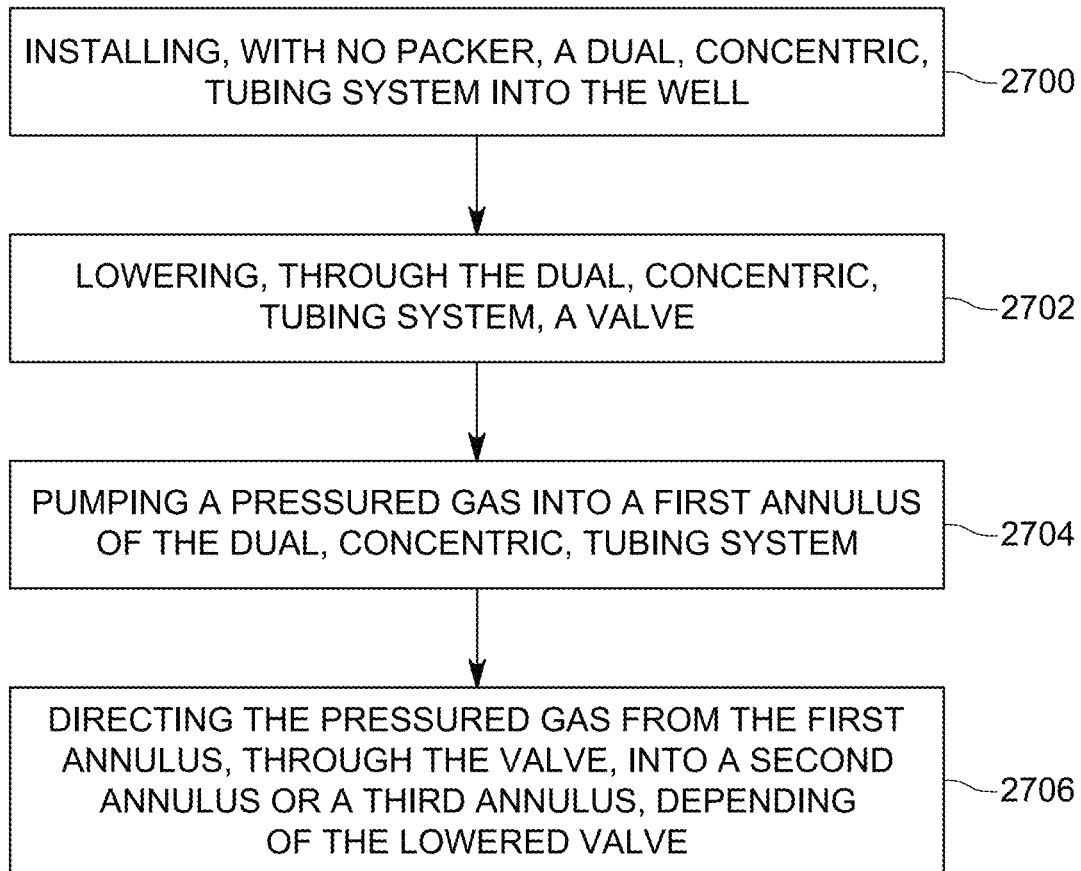 INSTALLING, WITH NO PACKER, A DUAL, CONCENTRIC,
TUBING SYSTEM INTO THE WELL
2700
LOWERING, THROUGH THE DUAL, CONCENTRIC,
TUBING SYSTEM, A VALVE
2702
PUMPING A PRESSURED GAS INTO A FIRST ANNULUS
OF THE DUAL, CONCENTRIC, TUBING SYSTEM
2704
DIRECTING THE PRESSURED GAS FROM THE FIRST
ANNULUS, THROUGH THE VALVE, INTO A SECOND
ANNULUS OR A THIRD ANNULUS, DEPENDING
OF THE LOWERED VALVE
2706